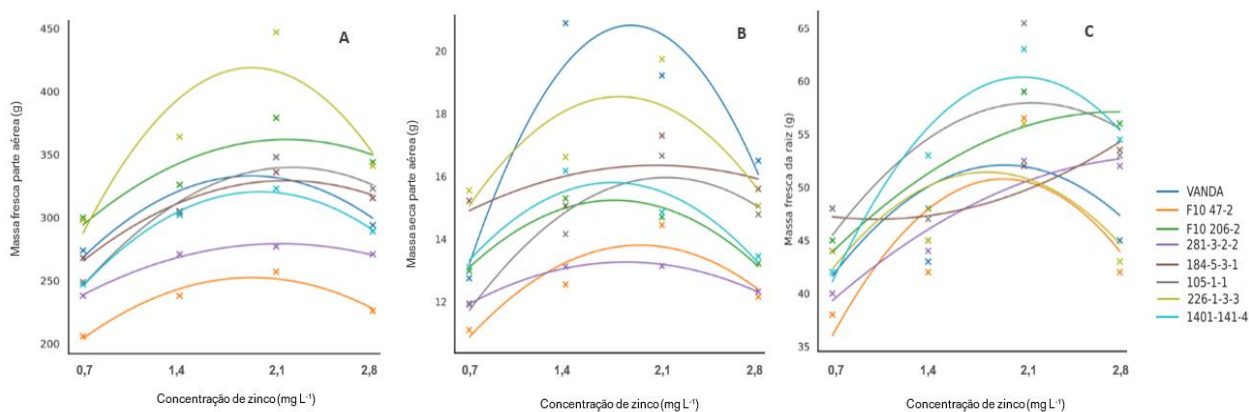 A
Massa fresca parte aérea (g)
450
400
350
300
250
200
0,7 1,4 2,1 2,8
Concentração de zinco (mg L⁻¹)
B
Massa seca parte aérea (g)
20
18
16
14
12
0,7 1,4 2,1 2,8
Concentração de zinco (mg L⁻¹)
C
Massa fresca da raiz (g)
65
60
55
50
45
40
35
0,7 1,4 2,1 2,8
Concentração de zinco (mg L⁻¹)
VANDA
F10 47-2
F10 206-2
281-3-2-2
184-5-3-1
105-1-1
226-1-3-3
1401-141-4